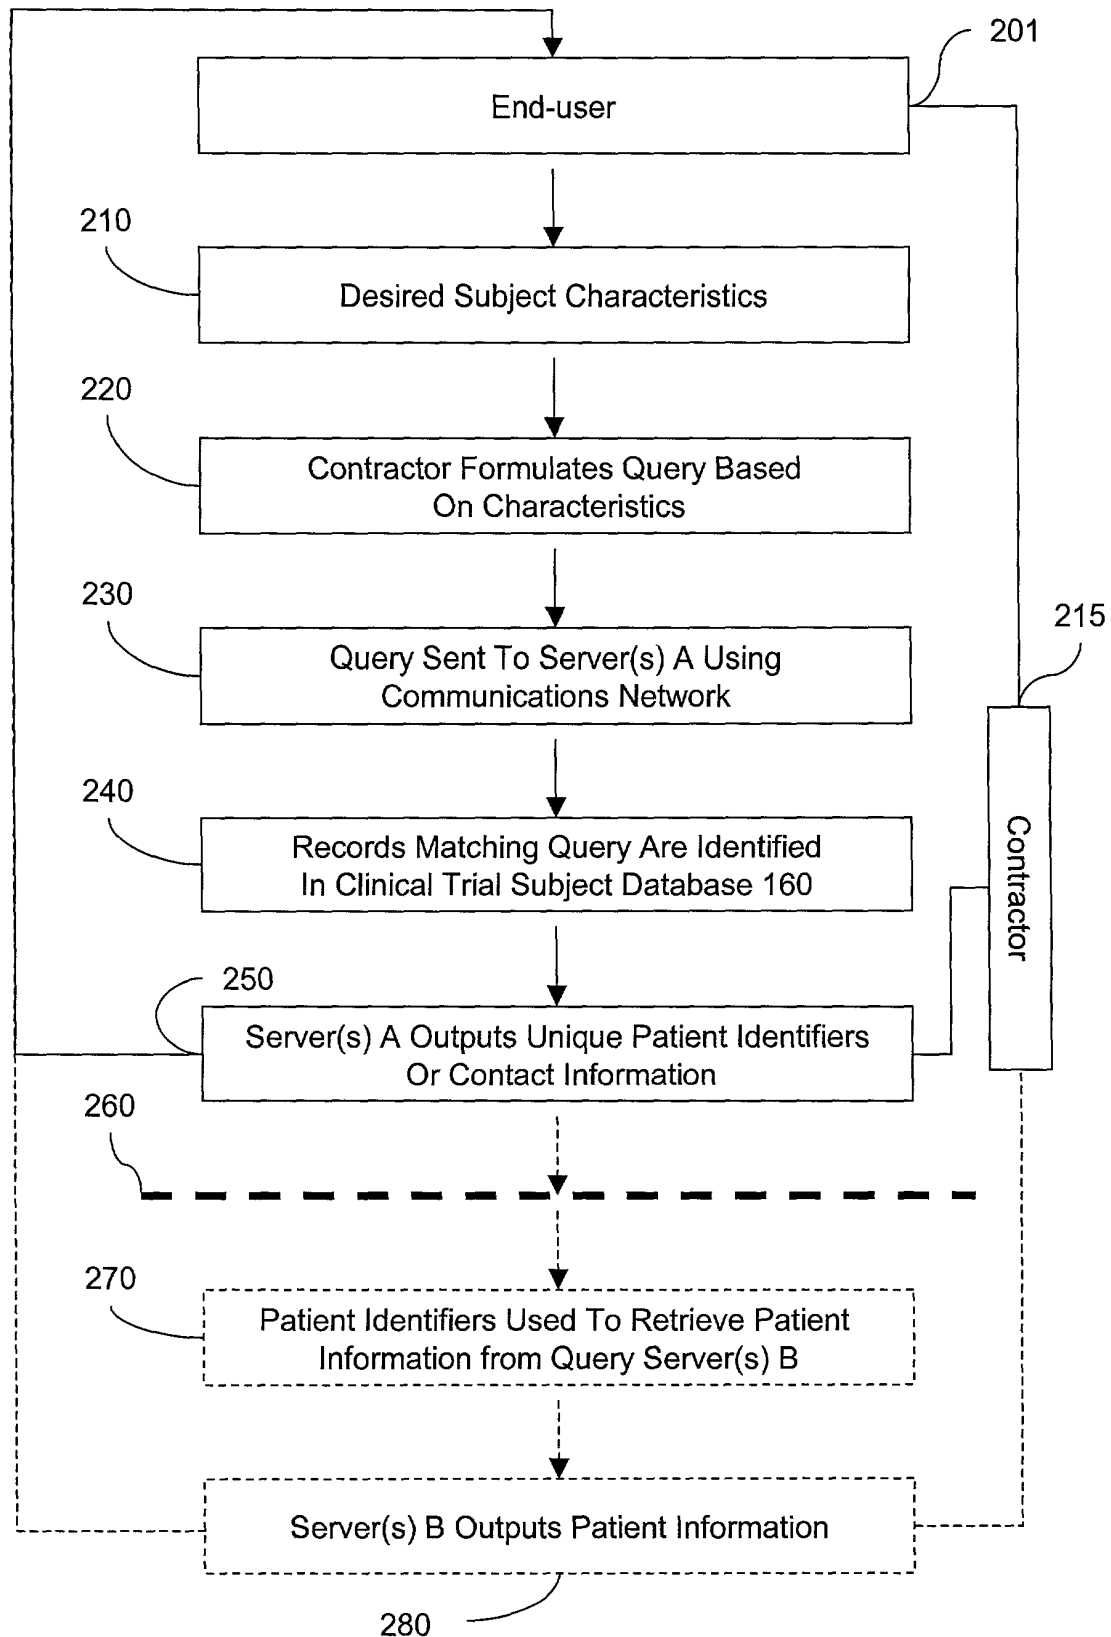 201
End-user
210
Desired Subject Characteristics
220
Contractor Formulates Query Based
On Characteristics
230
Query Sent To Server(s) A Using
Communications Network
215
Contractor
240
Records Matching Query Are Identified
In Clinical Trial Subject Database 160
250
Server(s) A Outputs Unique Patient Identifiers
Or Contact Information
260
270
Patient Identifiers Used To Retrieve Patient
Information from Query Server(s) B
Server(s) B Outputs Patient Information
280